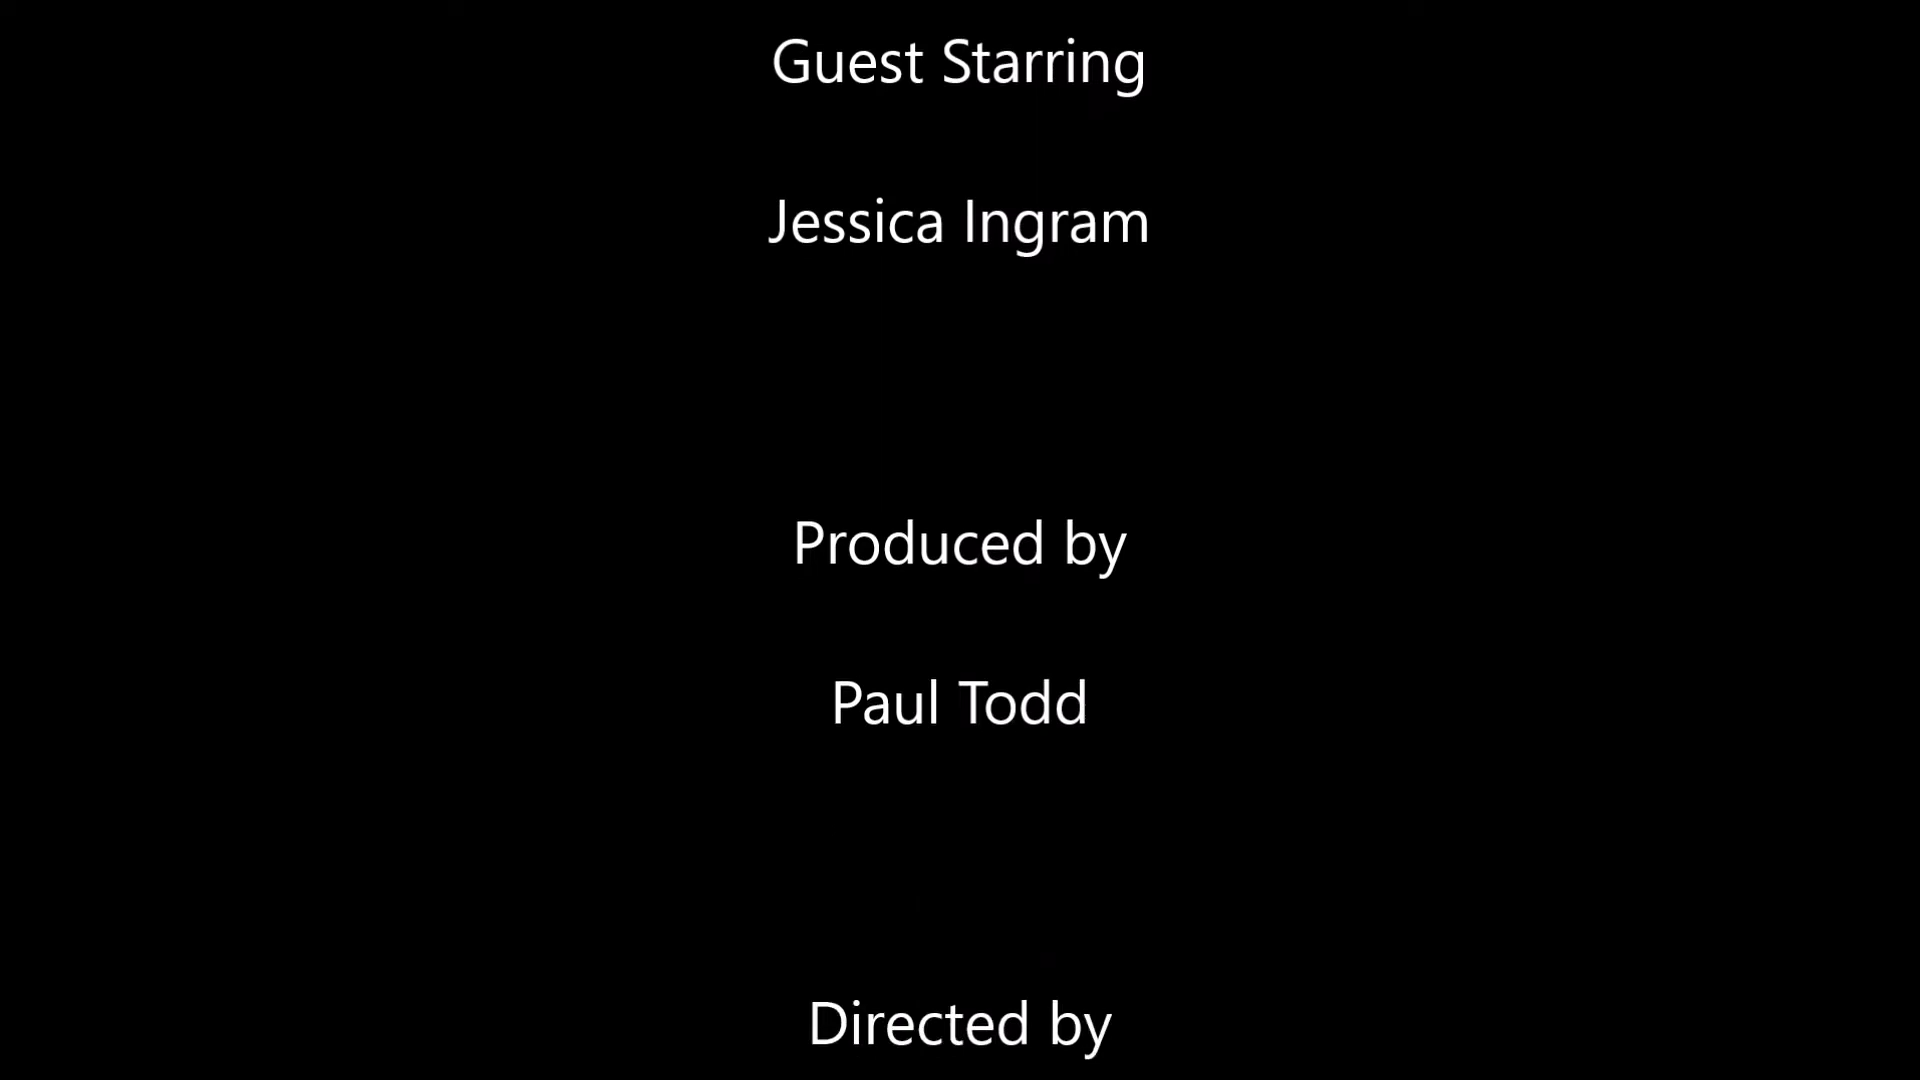 Guest Starring
Jessica Ingram
Produced by
Paul Todd
Directed by